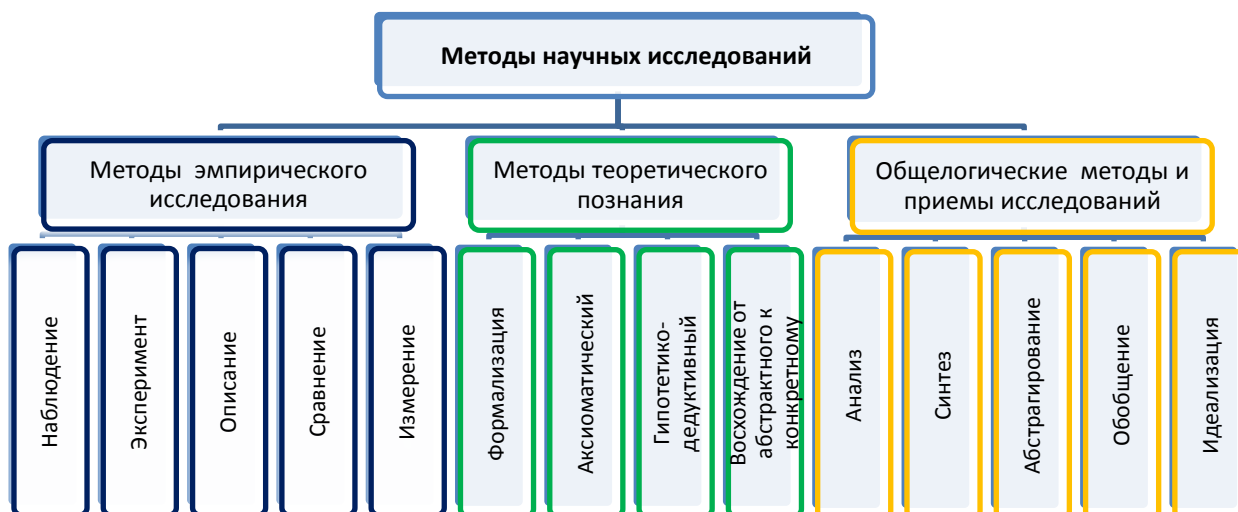 Методы научных исследований
Методы эмпирического
исследования
Методы теоретического
познания
Общелогические методы и
приемы исследований
Наблюдение
Эксперимент
Описание
Сравнение
Измерение
Формализация
Аксиоматический
Гипотетико-
дедуктивный
Восхождение от
абстрактного к
конкретному
Анализ
Синтез
Абстрагирование
Обобщение
Идеализация